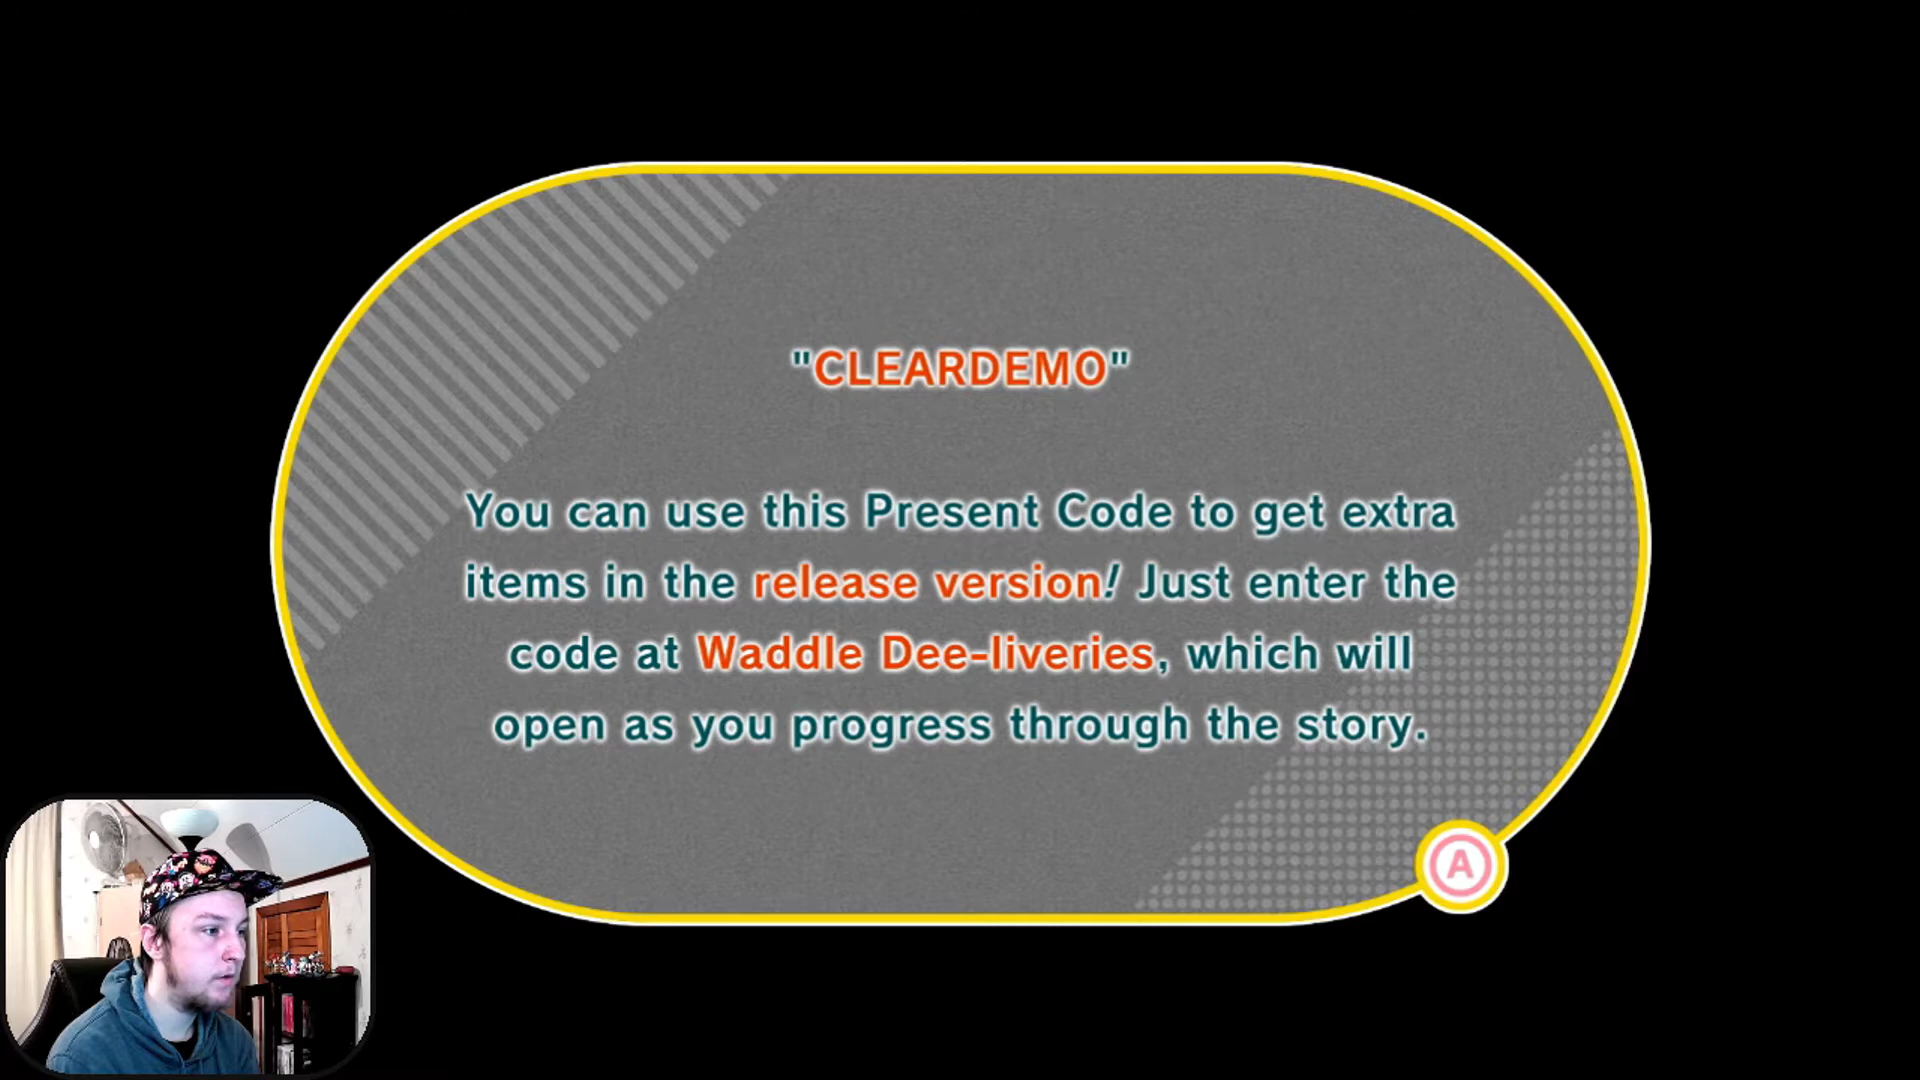 "CLEARDEMO"
You can use this Present Code to get extra
items in the release version! Just enter the
code at Waddle Dee-liveries, which will
open as you progress through the story.
A